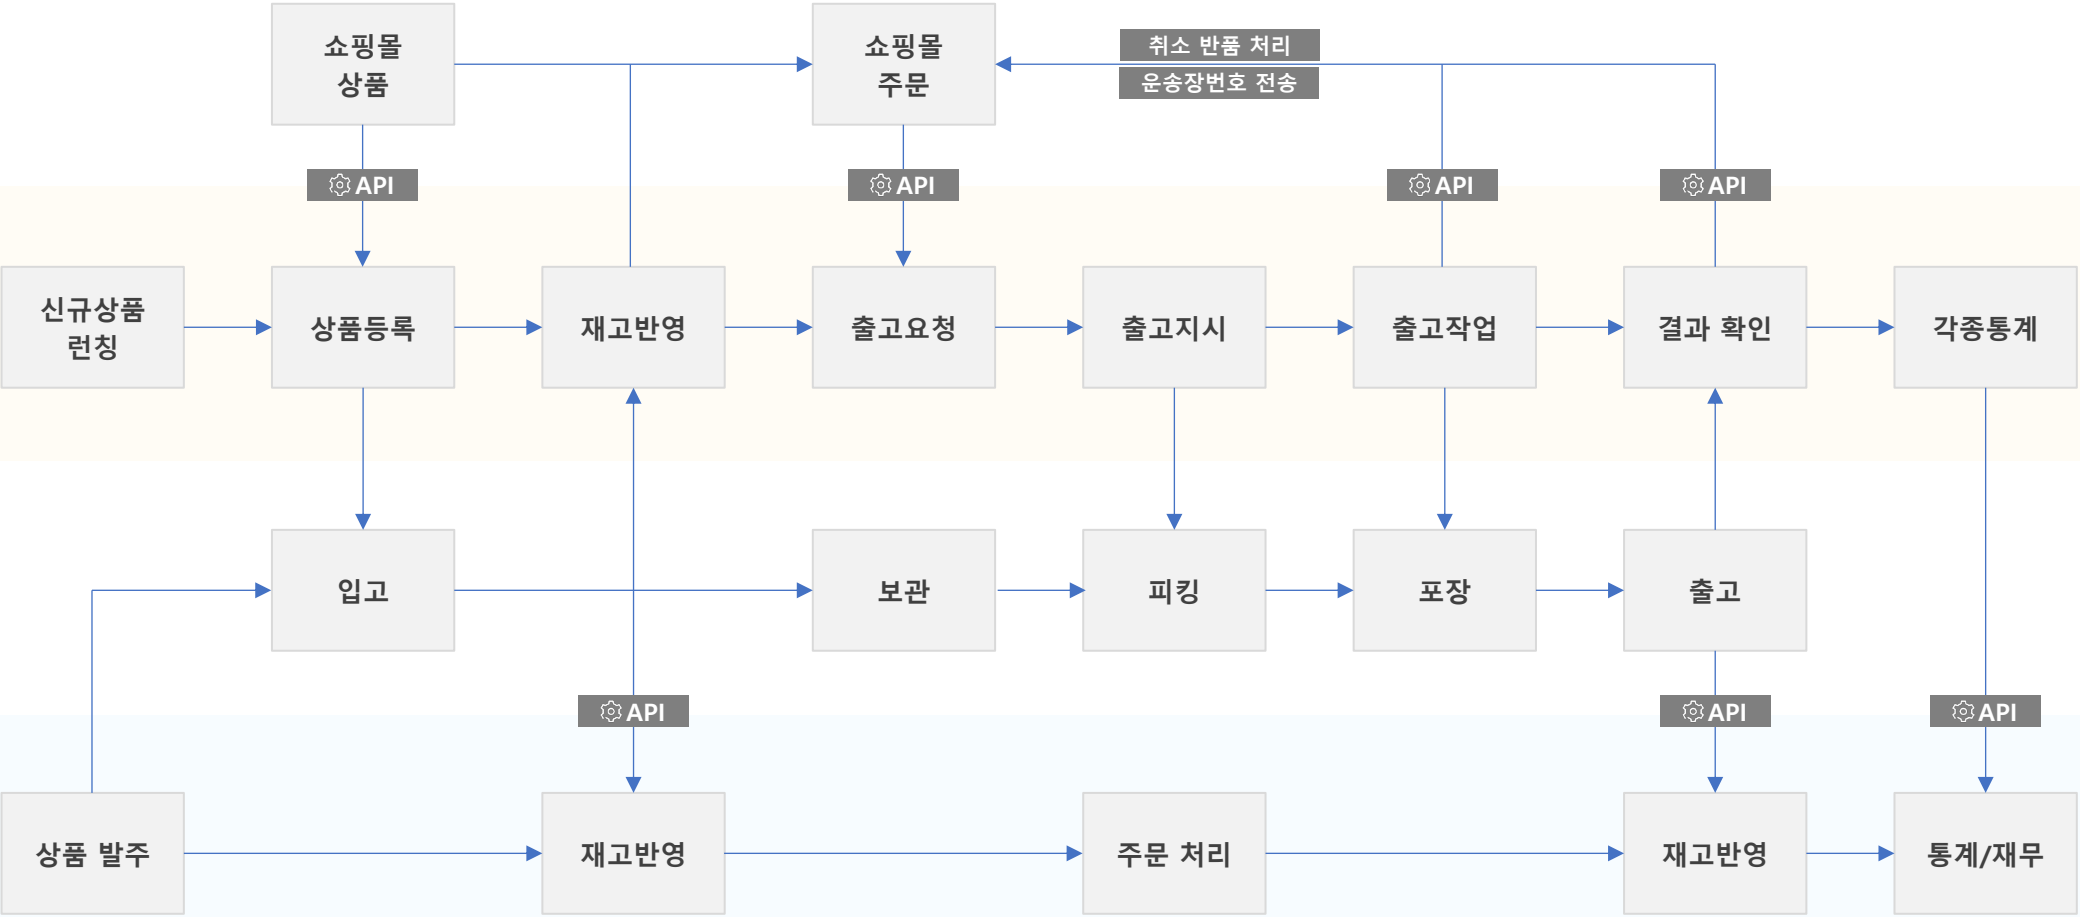 쇼핑몰
상품
쇼핑몰
주문
취소 반품 처리
운송장번호 전송
API
API
API
API
신규상품
런칭
상품등록
재고반영
출고요청
출고지시
출고작업
결과 확인
각종통계
입고
보관
피킹
포장
출고
API
API
API
상품 발주
재고반영
주문 처리
재고반영
통계/재무